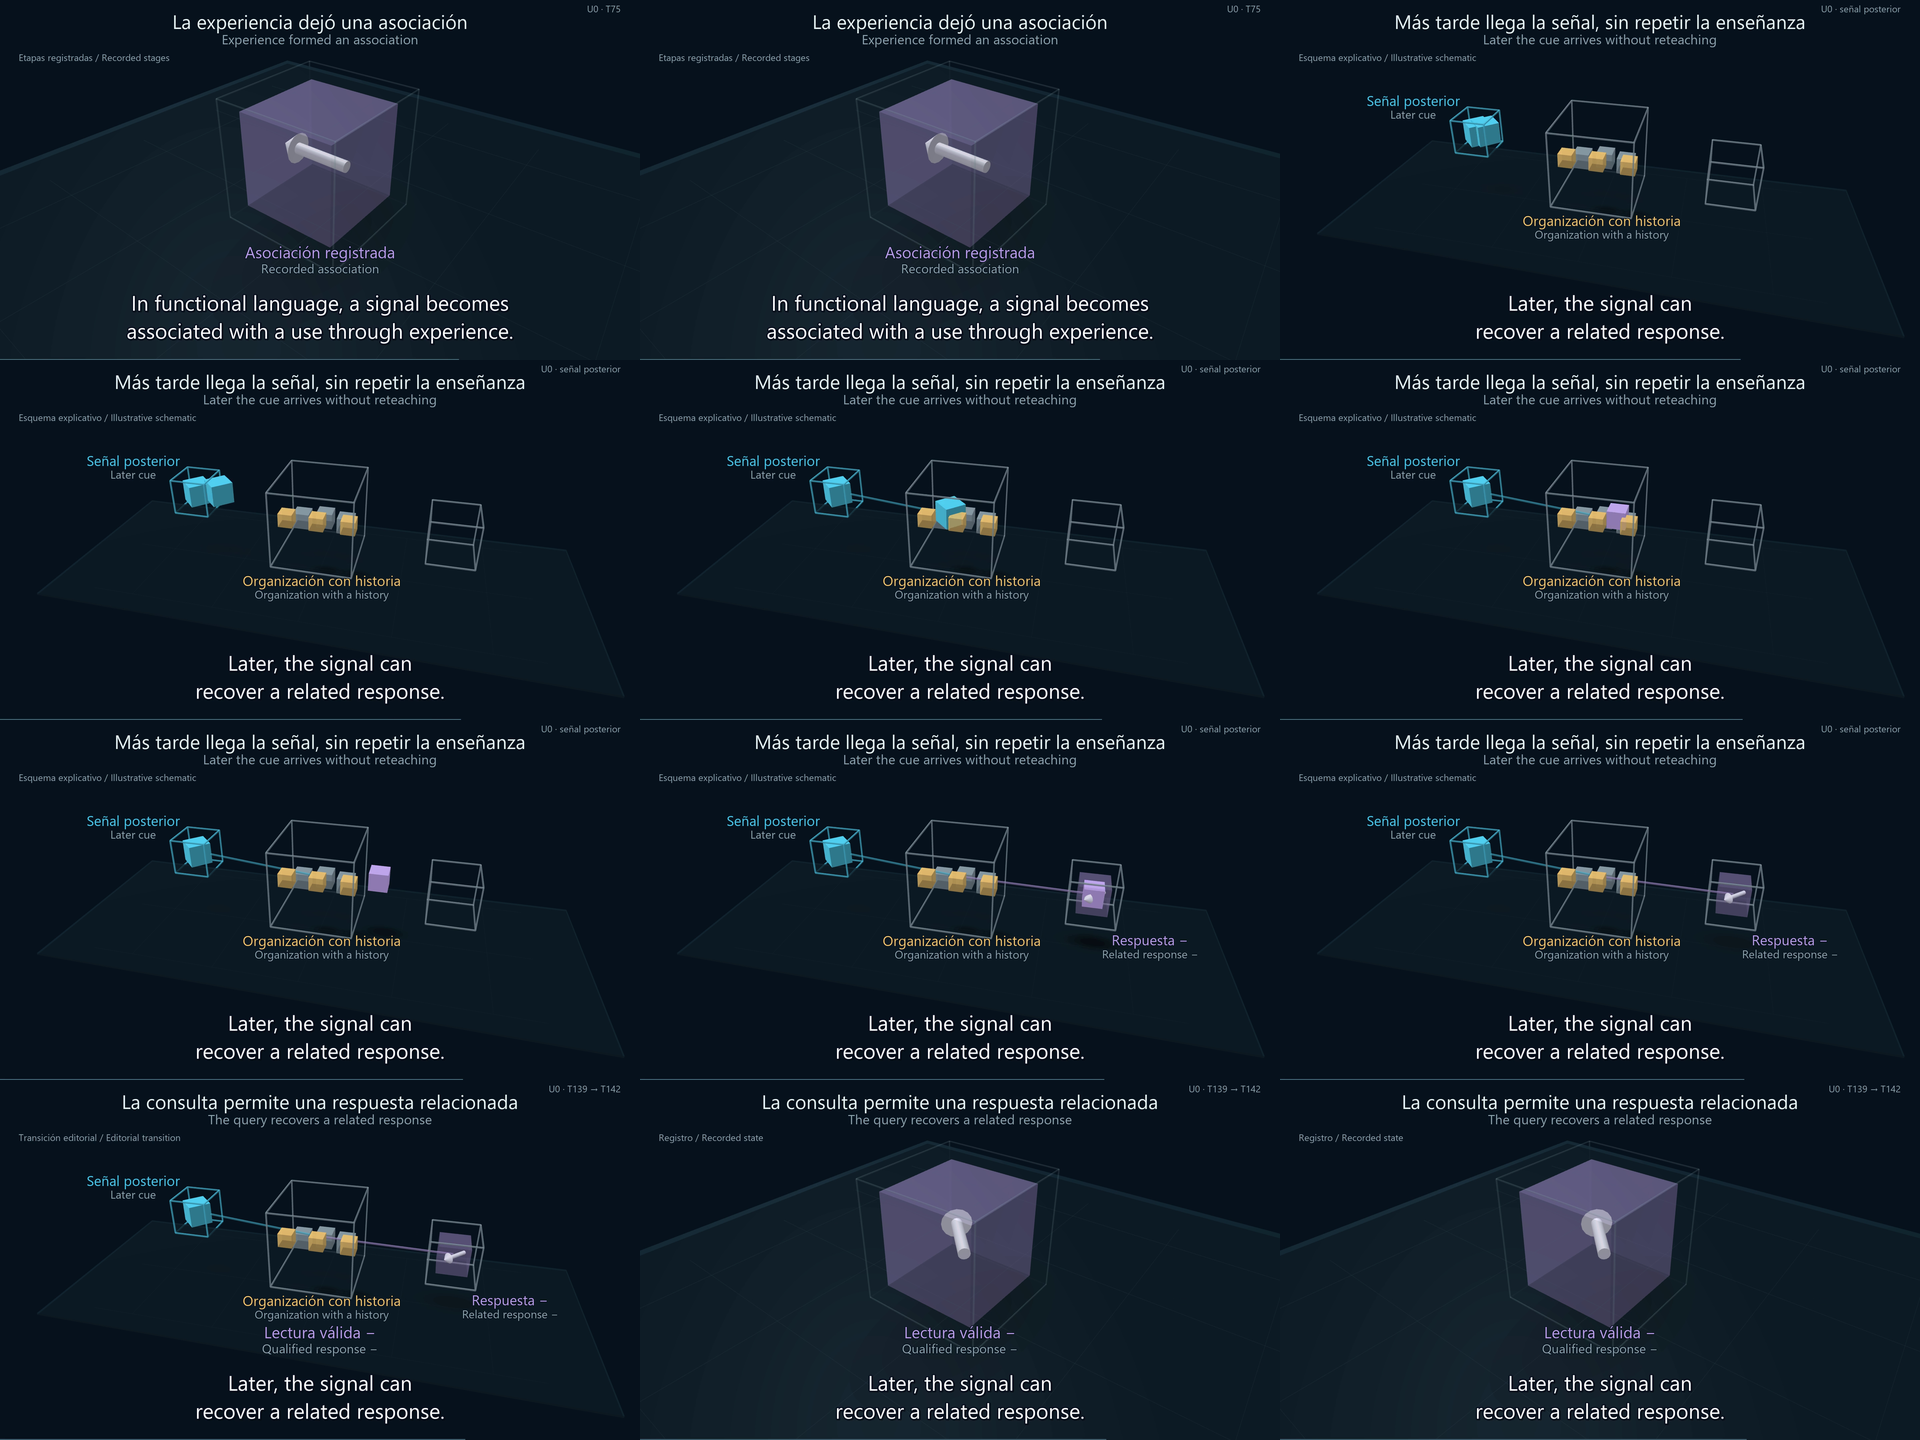 U0 · T75
La experiencia dejó una asociación
Experience formed an association
Etapas registradas / Recorded stages
Asociación registrada
Recorded association
In functional language, a signal becomes
associated with a use through experience.
U0 · T75
La experiencia dejó una asociación
Experience formed an association
Etapas registradas / Recorded stages
Asociación registrada
Recorded association
In functional language, a signal becomes
associated with a use through experience.
U0 · señal posterior
Más tarde llega la señal, sin repetir la enseñanza
Later the cue arrives without reteaching
Esquema explicativo / Illustrative schematic
Señal posterior
Later cue
Organización con historia
Organization with a history
Later, the signal can
recover a related response.
U0 · señal posterior
Más tarde llega la señal, sin repetir la enseñanza
Later the cue arrives without reteaching
Esquema explicativo / Illustrative schematic
Señal posterior
Later cue
Organización con historia
Organization with a history
Later, the signal can
recover a related response.
U0 · señal posterior
Más tarde llega la señal, sin repetir la enseñanza
Later the cue arrives without reteaching
Esquema explicativo / Illustrative schematic
Señal posterior
Later cue
Organización con historia
Organization with a history
Later, the signal can
recover a related response.
U0 · señal posterior
Más tarde llega la señal, sin repetir la enseñanza
Later the cue arrives without reteaching
Esquema explicativo / Illustrative schematic
Señal posterior
Later cue
Organización con historia
Organization with a history
Later, the signal can
recover a related response.
U0 · señal posterior
Más tarde llega la señal, sin repetir la enseñanza
Later the cue arrives without reteaching
Esquema explicativo / Illustrative schematic
Señal posterior
Later cue
Organización con historia
Organization with a history
Later, the signal can
recover a related response.
U0 · señal posterior
Más tarde llega la señal, sin repetir la enseñanza
Later the cue arrives without reteaching
Esquema explicativo / Illustrative schematic
Señal posterior
Later cue
Organización con historia
Organization with a history
Respuesta −
Related response −
Later, the signal can
recover a related response.
U0 · señal posterior
Más tarde llega la señal, sin repetir la enseñanza
Later the cue arrives without reteaching
Esquema explicativo / Illustrative schematic
Señal posterior
Later cue
Organización con historia
Organization with a history
Respuesta −
Related response −
Later, the signal can
recover a related response.
U0 · T139 → T142
La consulta permite una respuesta relacionada
The query recovers a related response
Transición editorial / Editorial transition
Señal posterior
Later cue
Organización con historia
Organization with a history
Respuesta −
Related response −
Lectura válida −
Qualified response −
Later, the signal can
recover a related response.
U0 · T139 → T142
La consulta permite una respuesta relacionada
The query recovers a related response
Registro / Recorded state
Lectura válida −
Qualified response −
Later, the signal can
recover a related response.
U0 · T139 → T142
La consulta permite una respuesta relacionada
The query recovers a related response
Registro / Recorded state
Lectura válida −
Qualified response −
Later, the signal can
recover a related response.